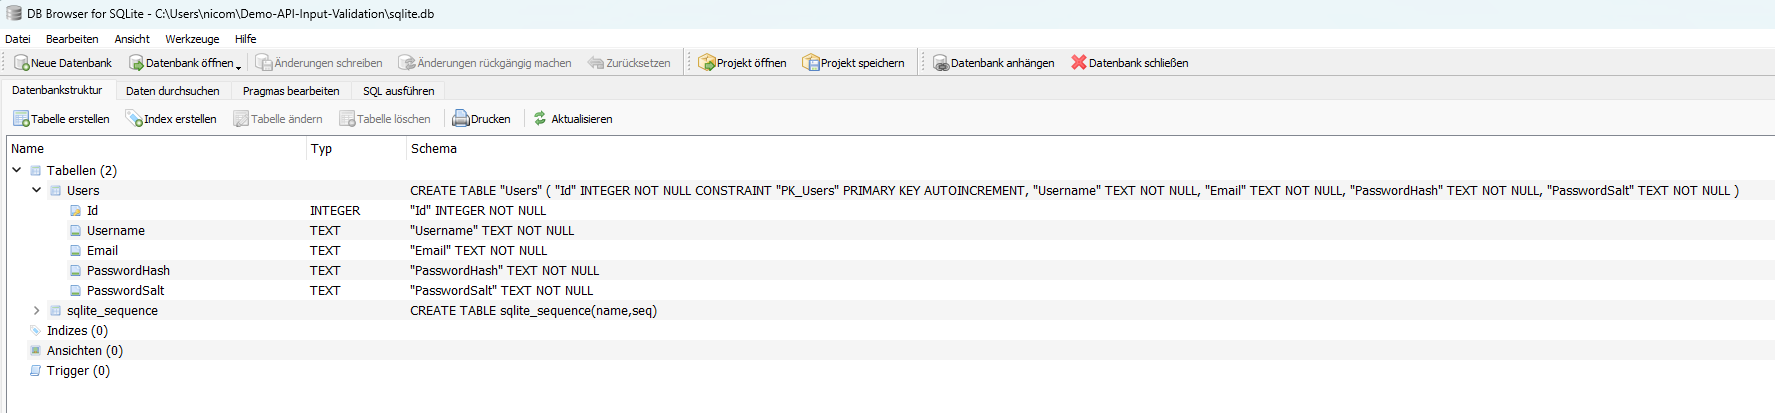 DB Browser for SQLite - C:\Users\nicom\Demo-API-Input-Validation\sqlite.db
Datei Bearbeiten Ansicht Werkzeuge Hilfe
Neue Datenbank Datenbank öffnen Änderungen schreiben Änderungen rückgängig machen Zurücksetzen Projekt öffnen Projekt speichern Datenbank anhängen Datenbank schließen
Datenbankstruktur Daten durchsuchen Pragmas bearbeiten SQL ausführen
Tabelle erstellen Index erstellen Tabelle ändern Tabelle löschen Drucken Aktualisieren
Name Typ Schema
Tabellen (2)
Users CREATE TABLE "Users" ( "Id" INTEGER NOT NULL CONSTRAINT "PK_Users" PRIMARY KEY AUTOINCREMENT, "Username" TEXT NOT NULL, "Email" TEXT NOT NULL, "PasswordHash" TEXT NOT NULL, "PasswordSalt" TEXT NOT NULL )
Id INTEGER "Id" INTEGER NOT NULL
Username TEXT "Username" TEXT NOT NULL
Email TEXT "Email" TEXT NOT NULL
PasswordHash TEXT "PasswordHash" TEXT NOT NULL
PasswordSalt TEXT "PasswordSalt" TEXT NOT NULL
sqlite_sequence CREATE TABLE sqlite_sequence(name,seq)
Indizes (0)
Ansichten (0)
Trigger (0)